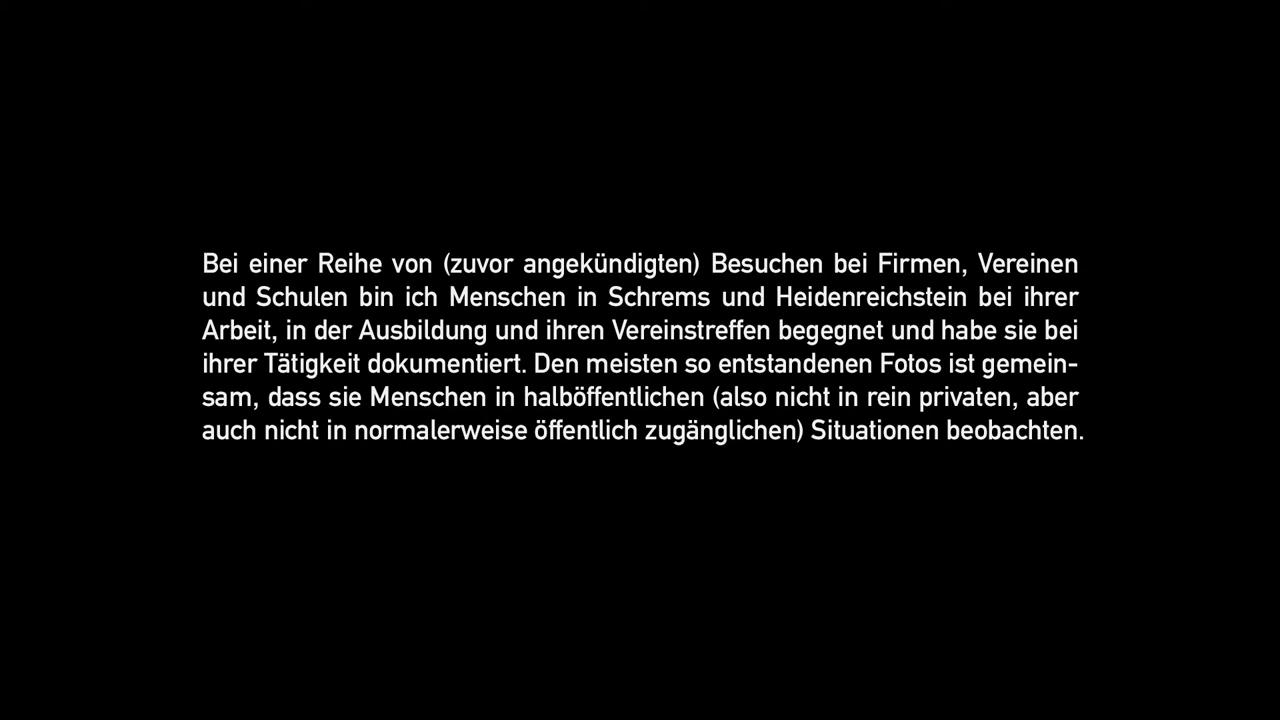 Bei einer Reihe von (zuvor angekündigten) Besuchen bei Firmen, Vereinen
und Schulen bin ich Menschen in Schrems und Heidenreichstein bei ihrer
Arbeit, in der Ausbildung und ihren Vereinstreffen begegnet und habe sie bei
ihrer Tätigkeit dokumentiert. Den meisten so entstandenen Fotos ist gemein-
sam, dass sie Menschen in halböffentlichen (also nicht in rein privaten, aber
auch nicht in normalerweise öffentlich zugänglichen) Situationen beobachten.